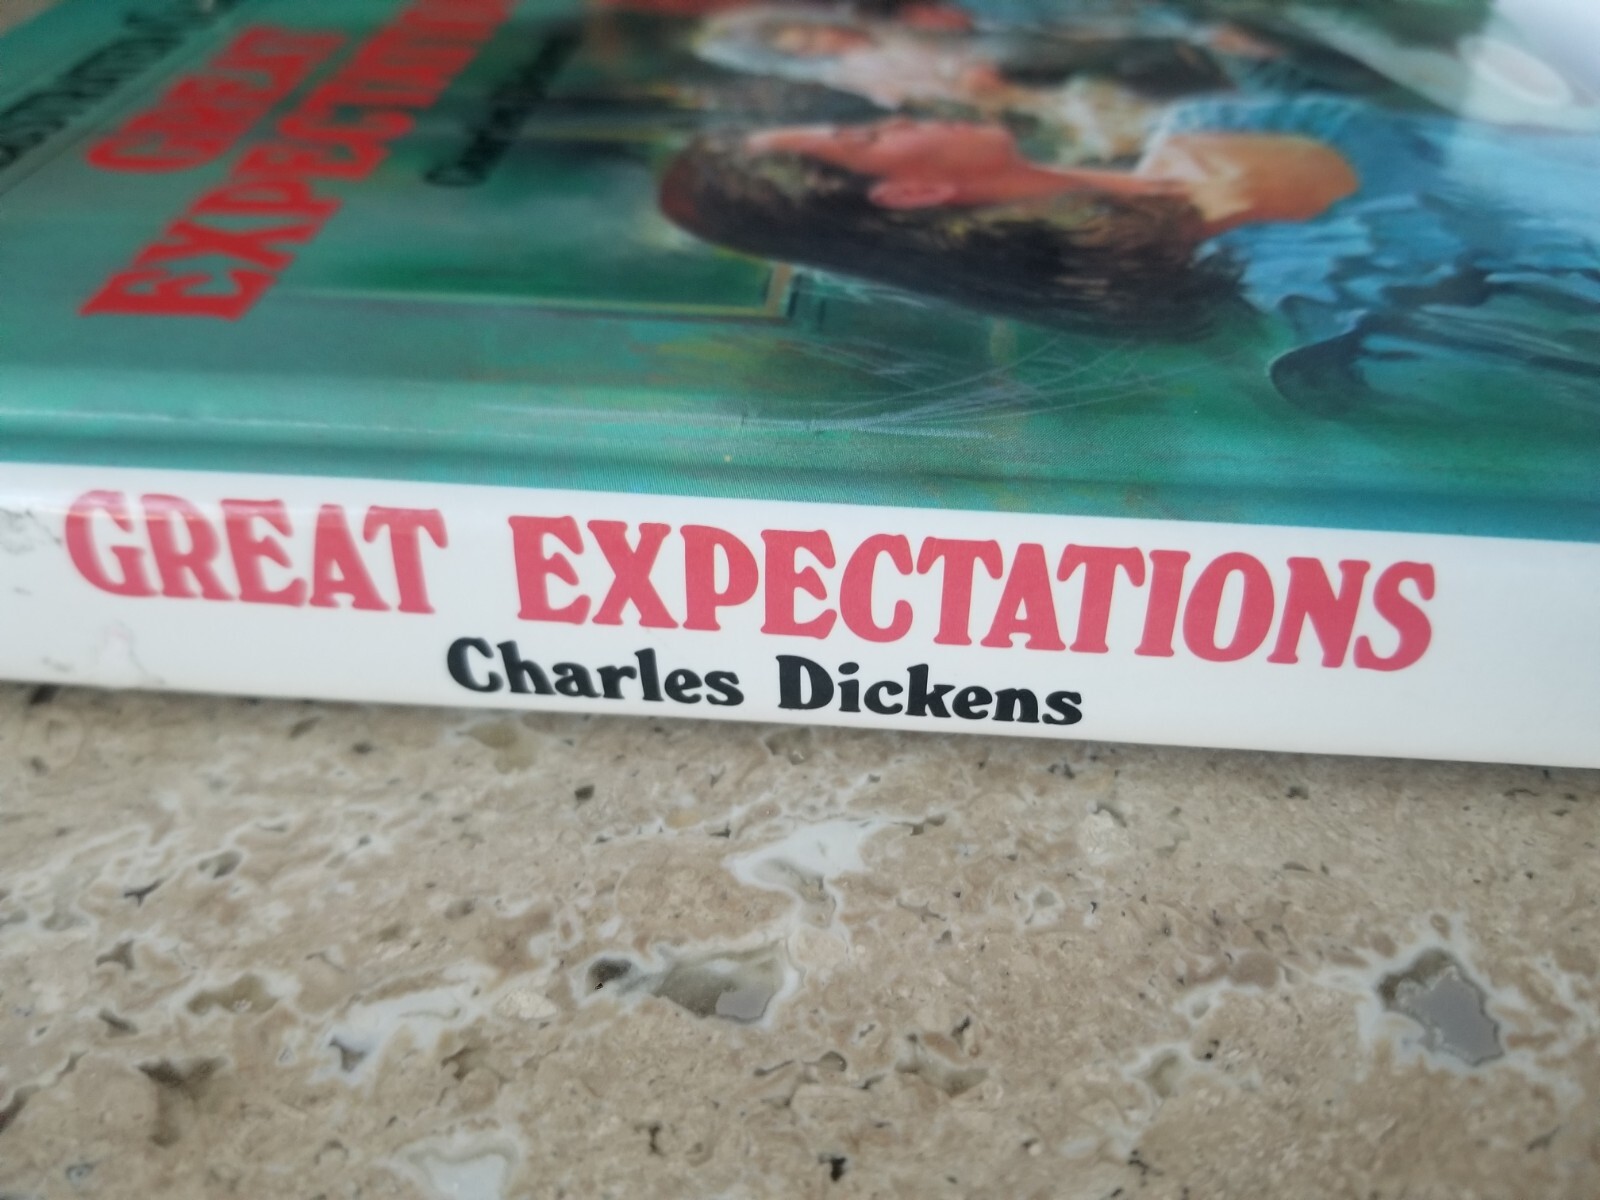 GREAT
EXPECTATIONS
GREAT EXPECTATIONS
Charles Dickens